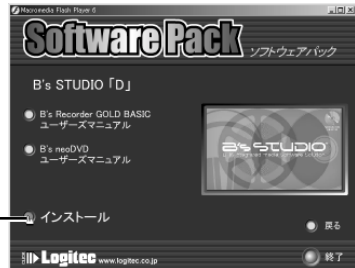 Macromedia Flash Player 6
Software Pack
ソフトウェアパック
B's STUDIO「D」
B's Recorder GOLD BASIC
ユーザーズマニュアル
B's neoDVD
ユーザーズマニュアル
B's STUDIO
インストール
戻る
Logitec www.logitec.co.jp
終了